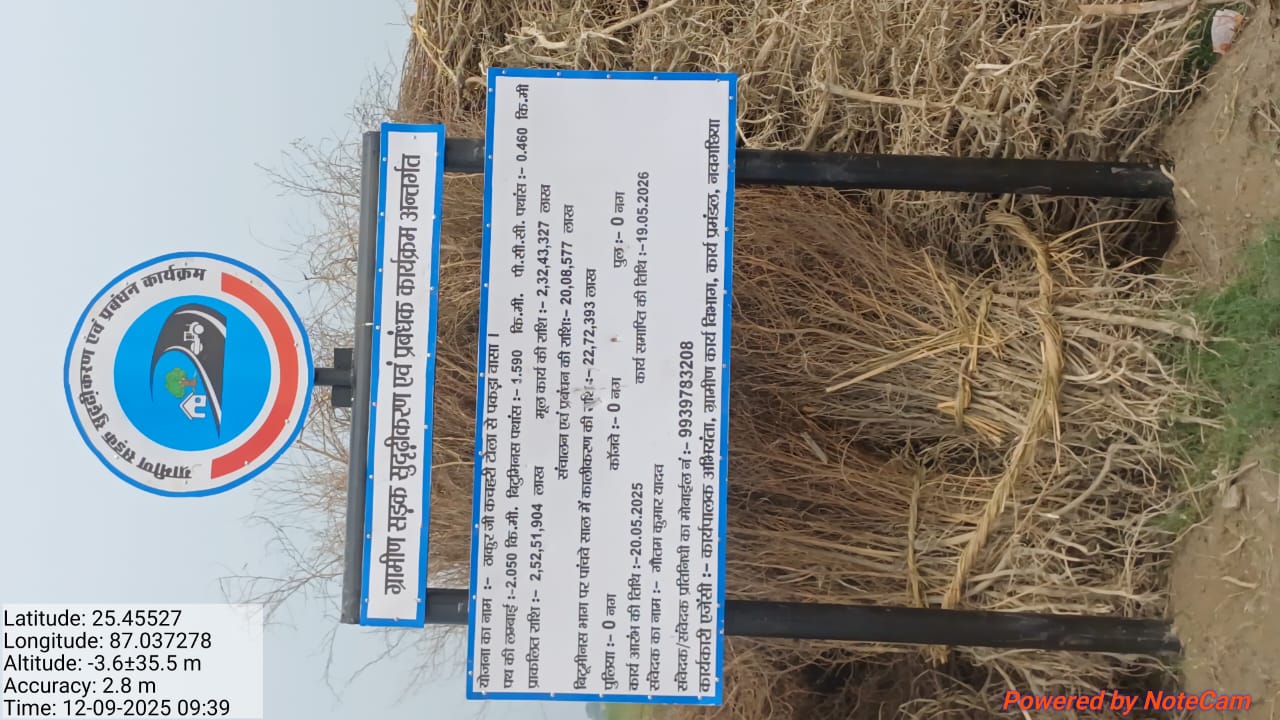 ग्रामीण सड़क सुदृढ़ीकरण एवं प्रबंधन कार्यक्रम
ग्रामीण सड़क सुदृढ़ीकरण एवं प्रबंधक कार्यक्रम अन्तर्गत
योजना का नाम :- ठाकुर जी कचहरी टोला से पकड़ा वासा ।
पथ की लम्बाई :-2.050 कि.मी. बिटुमिनस पथांस :- 1.590 कि.मी. पी.सी.सी. पथांस :- 0.460 कि.मी
प्राकलित राशि :- 2,52,51,904 लाख मूल कार्य की राशि :- 2,32,43,327 लाख
संचालन एवं प्रबंधन की राशि:- 20,08,577 लाख
बिटूमीनस भाग पर पांचवे साल में कालीकरण की राशि :- 22,72,393 लाख
पुलिया :- 0 नग कॉन्वे :- 0 नग पुल :- 0 नग
कार्य आरंभ की तिथि :-20.05.2025 कार्य समाप्ति की तिथि :-19.05.2026
संवेदक का नाम :- गौतम कुमार यादव
संवेदक/संवेदक प्रतिनिधी का मोबाईल नं :- 9939783208
कार्यकारी एजेंसी :- कार्यपालक अभियंता, ग्रामीण कार्य विभाग, कार्य प्रमंडल, नवगछिया
Latitude: 25.45527
Longitude: 87.037278
Altitude: -3.6±35.5 m
Accuracy: 2.8 m
Time: 12-09-2025 09:39
Powered by NoteCam